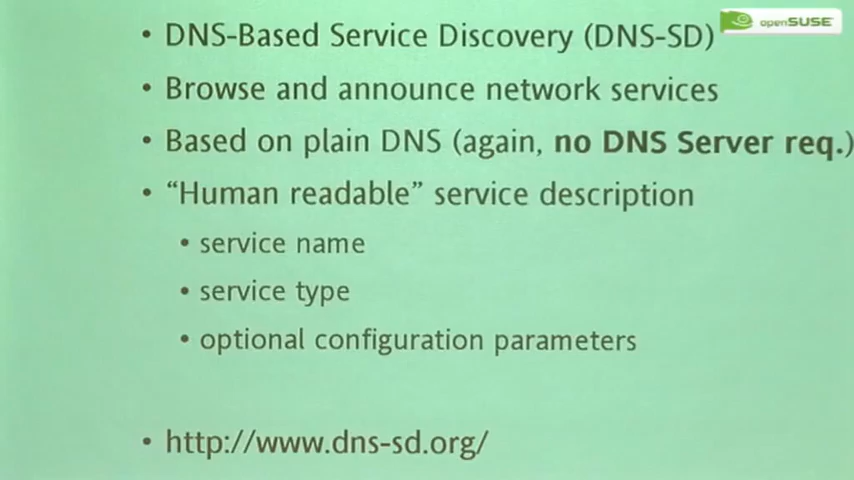 openSUSE
• DNS-Based Service Discovery (DNS-SD)
• Browse and announce network services
• Based on plain DNS (again, no DNS Server req.)
• “Human readable” service description
• service name
• service type
• optional configuration parameters
• http://www.dns-sd.org/